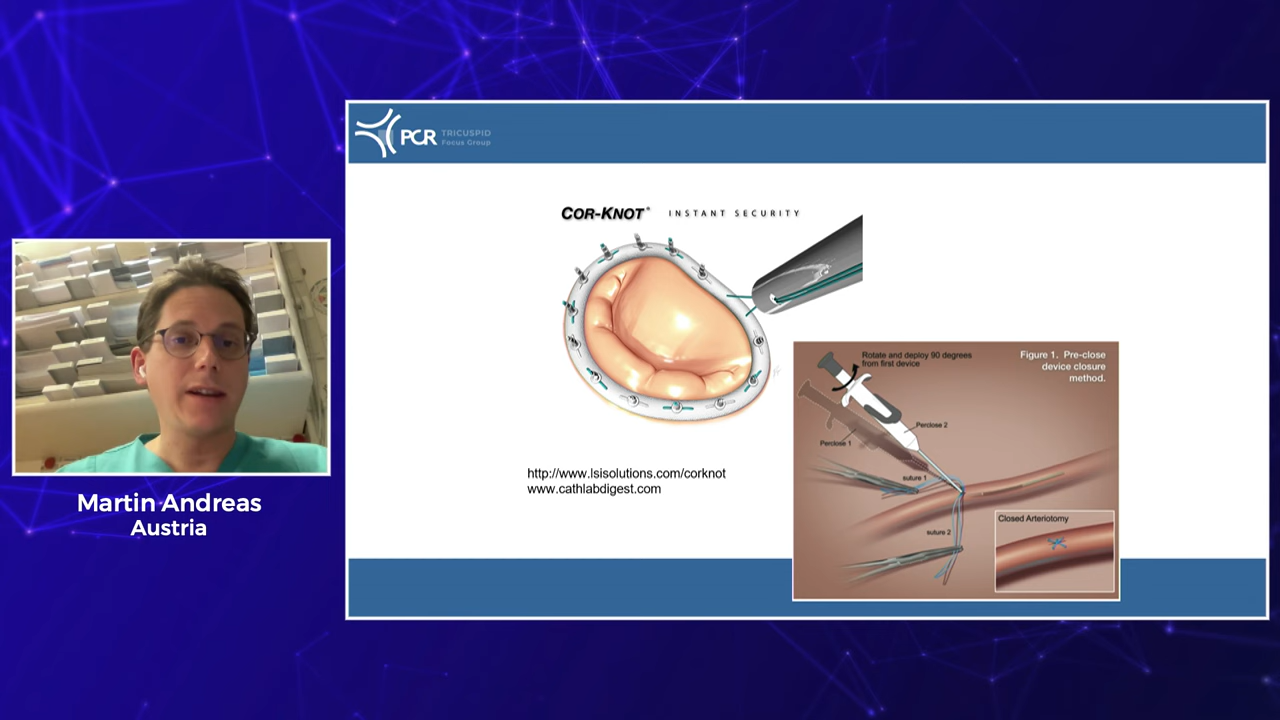 PCR TRICUSPID
Focus Group
COR-KNOT® INSTANT SECURITY
http://www.lsisolutions.com/corknot
www.cathlabdigest.com
Rotate and deploy 90 degrees
from first device
Figure 1. Pre-close
device closure
method.
Perclose 2
Perclose 1
suture 1
suture 2
Closed Arteriotomy
Martin Andreas
Austria